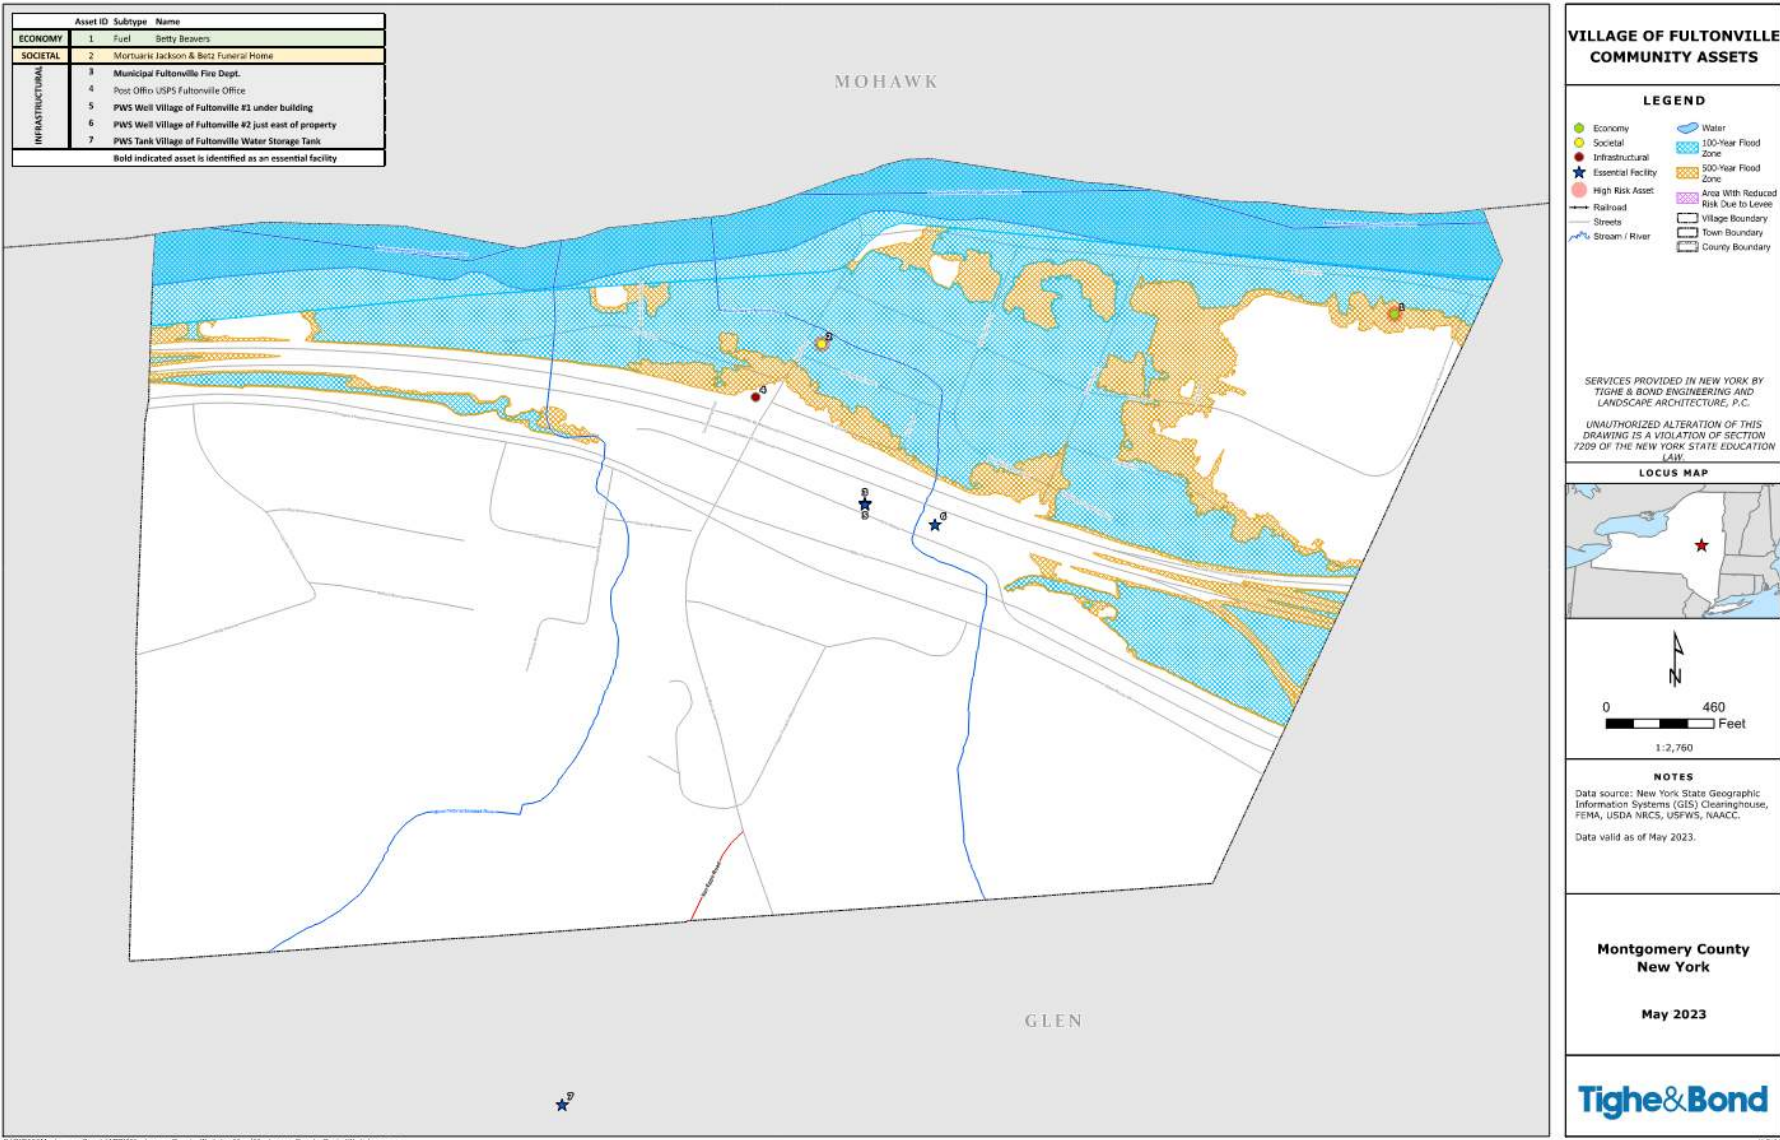 Asset ID Subtype Name
ECONOMY 1 Fuel Betty Beavers
SOCIETAL 2 Mortuarie Jackson & Betz Funeral Home
INFRASTRUCTURAL
3 Municipal Fultonville Fire Dept.
4 Post Offio USPS Fultonville Office
5 PWS Well Village of Fultonville #1 under building
6 PWS Well Village of Fultonville #2 just east of property
7 PWS Tank Village of Fultonville Water Storage Tank
Bold indicated asset is identified as an essential facility
MOHAWK
2
4
3
5
6
7
GLEN
VILLAGE OF FULTONVILLE
COMMUNITY ASSETS
LEGEND
Economy
Societal
Infrastructural
Essential Facility
High Risk Asset
Railroad
Streets
Stream / River
Water
100-Year Flood
Zone
500-Year Flood
Zone
Area With Reduced
Risk Due to Levee
Village Boundary
Town Boundary
County Boundary
SERVICES PROVIDED IN NEW YORK BY
TIGHE & BOND ENGINEERING AND
LANDSCAPE ARCHITECTURE, P.C.
UNAUTHORIZED ALTERATION OF THIS
DRAWING IS A VIOLATION OF SECTION
7209 OF THE NEW YORK STATE EDUCATION
LAW.
LOCUS MAP
N
0 460
Feet
1:2,760
NOTES
Data source: New York State Geographic
Information Systems (GIS) Clearinghouse,
FEMA, USDA NRCS, USFWS, NAACC.
Data valid as of May 2023.
Montgomery County
New York
May 2023
Tighe&Bond